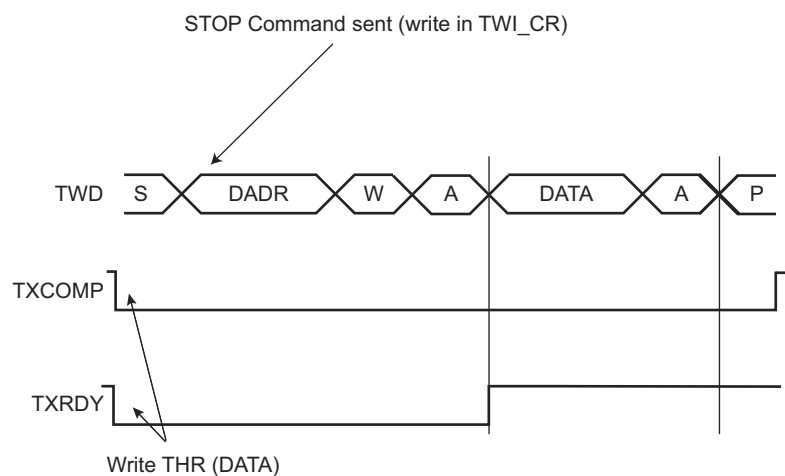 STOP Command sent (write in TWI_CR)
TWD S DADR W A DATA A P
TXCOMP
TXRDY
Write THR (DATA)